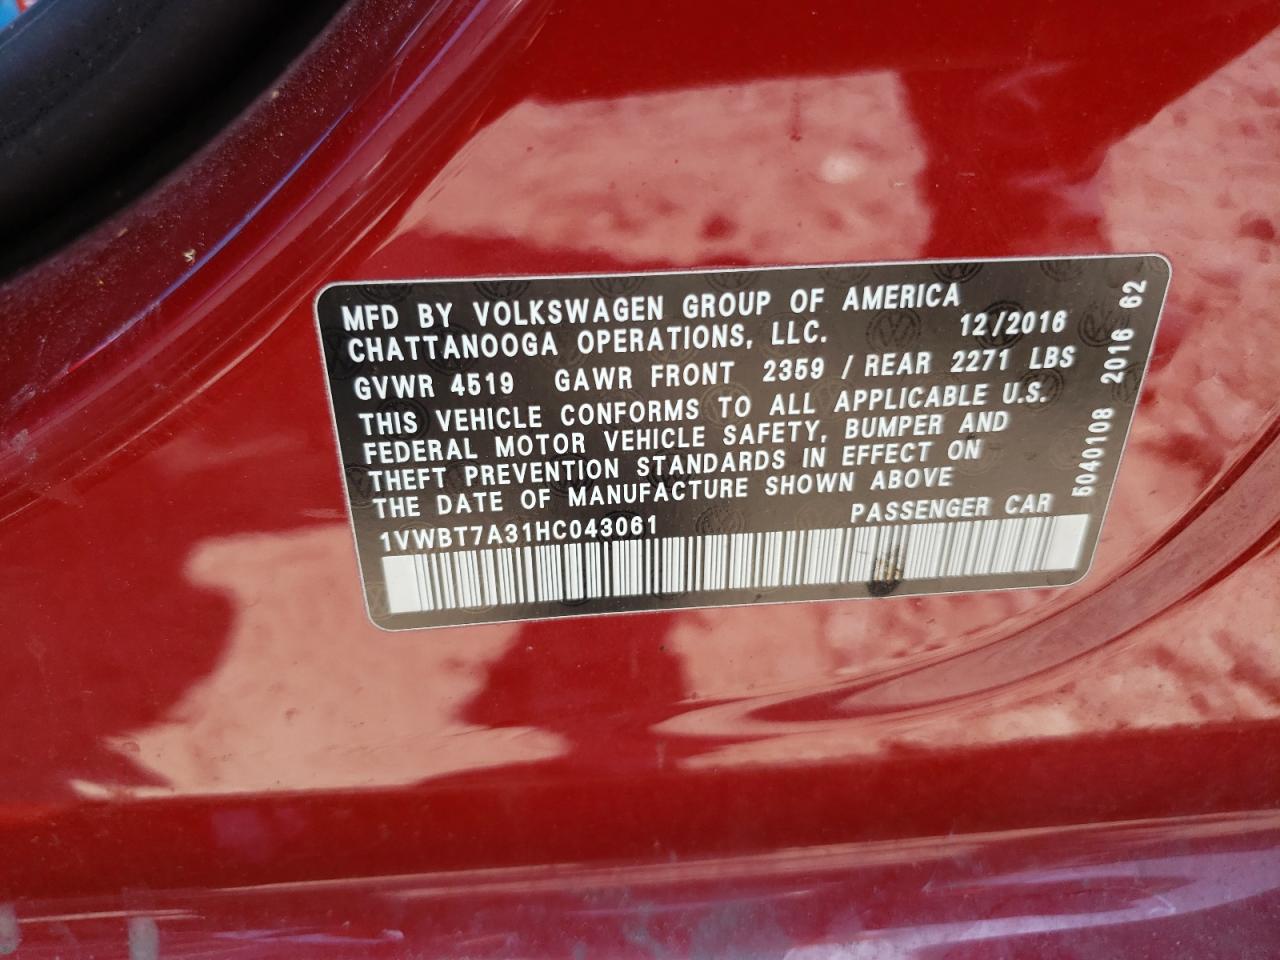 MFD BY VOLKSWAGEN GROUP OF AMERICA
CHATTANOOGA OPERATIONS, LLC. 12/2016
GVWR 4519 GAWR FRONT 2359 / REAR 2271 LBS
THIS VEHICLE CONFORMS TO ALL APPLICABLE U.S.
FEDERAL MOTOR VEHICLE SAFETY, BUMPER AND
THEFT PREVENTION STANDARDS IN EFFECT ON
THE DATE OF MANUFACTURE SHOWN ABOVE
1VWBT7A31HC043061 PASSENGER CAR
5040108 2016 62